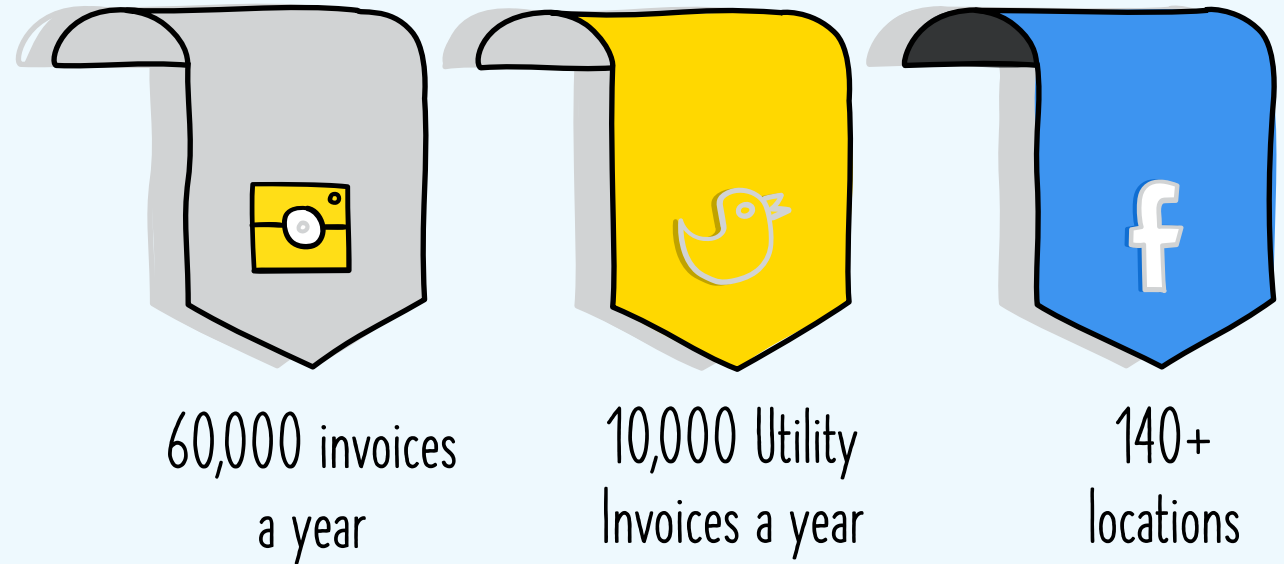 60,000 invoices
a year
10,000 Utility
Invoices a year
140+
locations